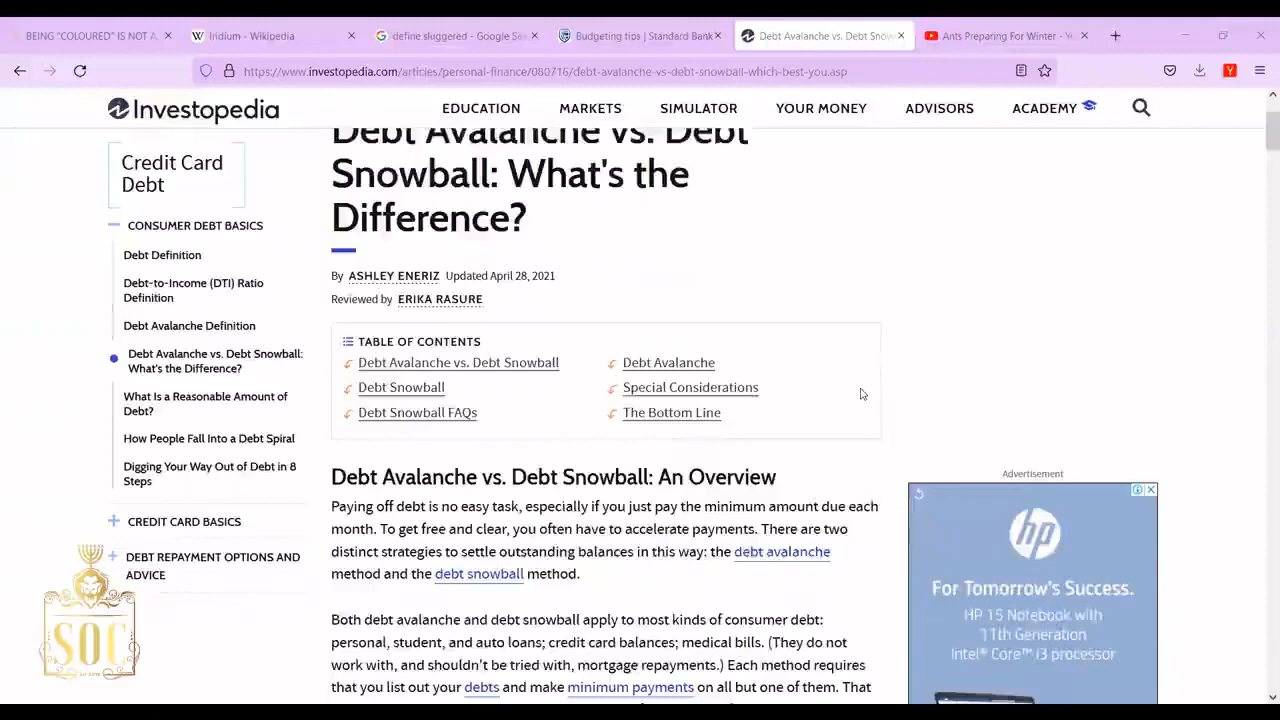 BEING "COLOURED" IS NOT A
Iridium - Wikipedia
define sluggered - Google Se
Budgeting tips | Standard Bank
Debt Avalanche vs. Debt Snow
Ants Preparing For Winter - Y
https://www.investopedia.com/articles/personal-finance/080716/debt-avalanche-vs-debt-snowball-which-best-you.asp
Investopedia
EDUCATION MARKETS SIMULATOR YOUR MONEY ADVISORS ACADEMY
Credit Card
Debt
CONSUMER DEBT BASICS
Debt Definition
Debt-to-Income (DTI) Ratio
Definition
Debt Avalanche Definition
Debt Avalanche vs. Debt Snowball:
What's the Difference?
What Is a Reasonable Amount of
Debt?
How People Fall Into a Debt Spiral
Digging Your Way Out of Debt in 8
Steps
CREDIT CARD BASICS
DEBT REPAYMENT OPTIONS AND
ADVICE
SOC
Debt Avalanche vs. Debt
Snowball: What's the
Difference?
By ASHLEY ENERIZ Updated April 28, 2021
Reviewed by ERIKA RASURE
TABLE OF CONTENTS
Debt Avalanche vs. Debt Snowball
Debt Avalanche
Debt Snowball
Special Considerations
Debt Snowball FAQs
The Bottom Line
Debt Avalanche vs. Debt Snowball: An Overview
Paying off debt is no easy task, especially if you just pay the minimum amount due each
month. To get free and clear, you often have to accelerate payments. There are two
distinct strategies to settle outstanding balances in this way: the debt avalanche
method and the debt snowball method.
Both debt avalanche and debt snowball apply to most kinds of consumer debt:
personal, student, and auto loans; credit card balances; medical bills. (They do not
work with, and shouldn't be tried with, mortgage repayments.) Each method requires
that you list out your debts and make minimum payments on all but one of them. That
Advertisement
hp
For Tomorrow's Success.
HP 15 Notebook with
11th Generation
Intel® Core™ i3 processor